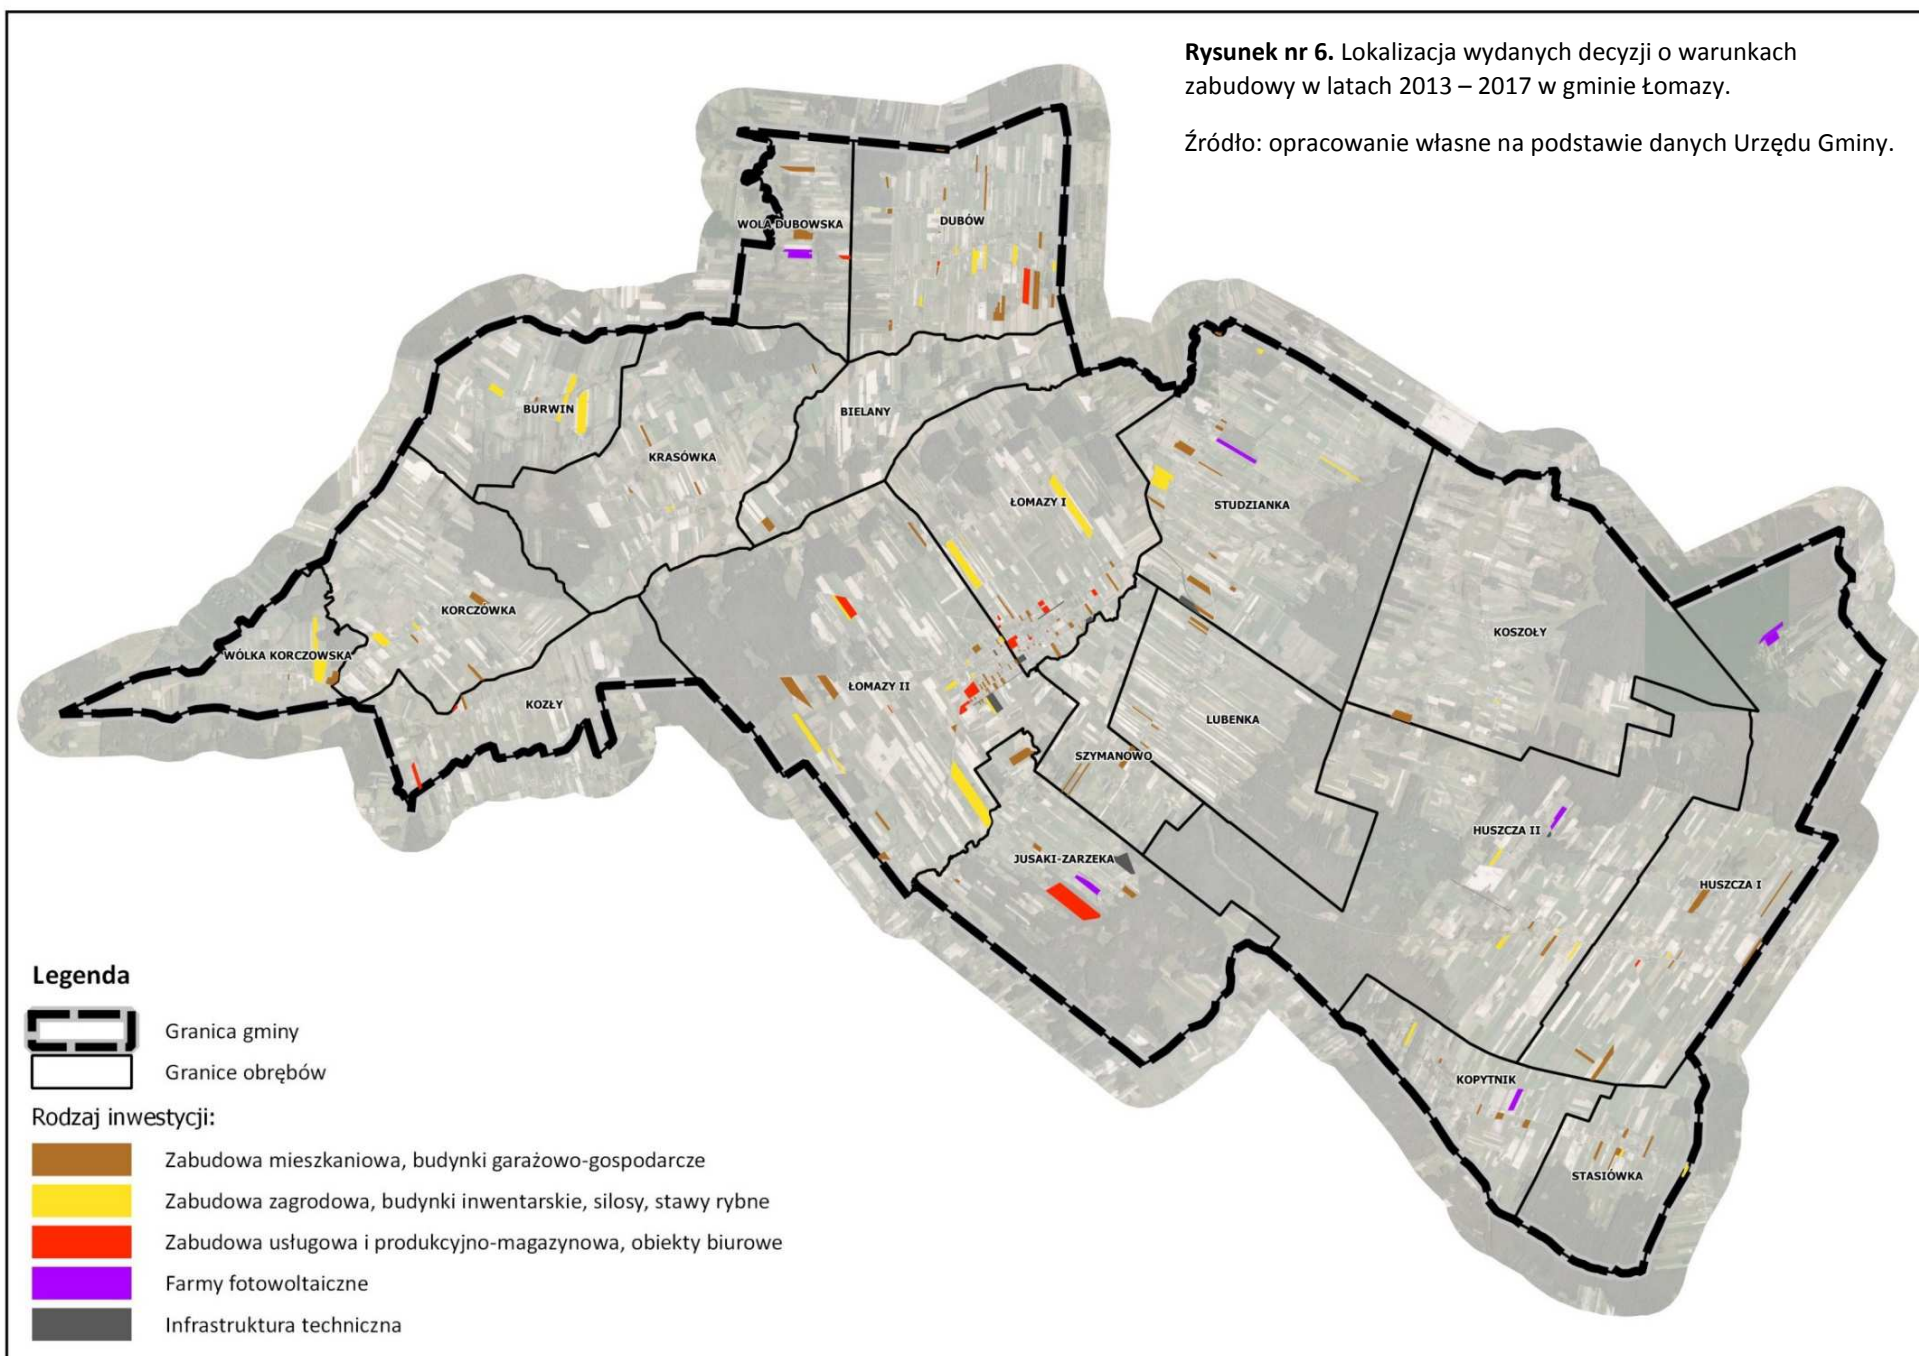 Rysunek nr 6. Lokalizacja wydanych decyzji o warunkach
zabudowy w latach 2013 – 2017 w gminie Łomazy.
Źródło: opracowanie własne na podstawie danych Urzędu Gminy.
WOLA DUBOWSKA
DUBÓW
BURWIN
BIELANY
KRASÓWKA
ŁOMAZY I
STUDZIANKA
KORCZÓWKA
KOSZOŁY
WÓLKA KORCZOWSKA
ŁOMAZY II
KOZŁY
LUBENKA
SZYMANOWO
HUSZCZA II
JUSAKI-ZARZEKA
HUSZCZA I
KOPYTNIK
STASIÓWKA
Legenda
Granica gminy
Granice obrębów
Rodzaj inwestycji:
Zabudowa mieszkaniowa, budynki garażowo-gospodarcze
Zabudowa zagrodowa, budynki inwentarskie, silosy, stawy rybne
Zabudowa usługowa i produkcyjno-magazynowa, obiekty biurowe
Farmy fotowoltaiczne
Infrastruktura techniczna